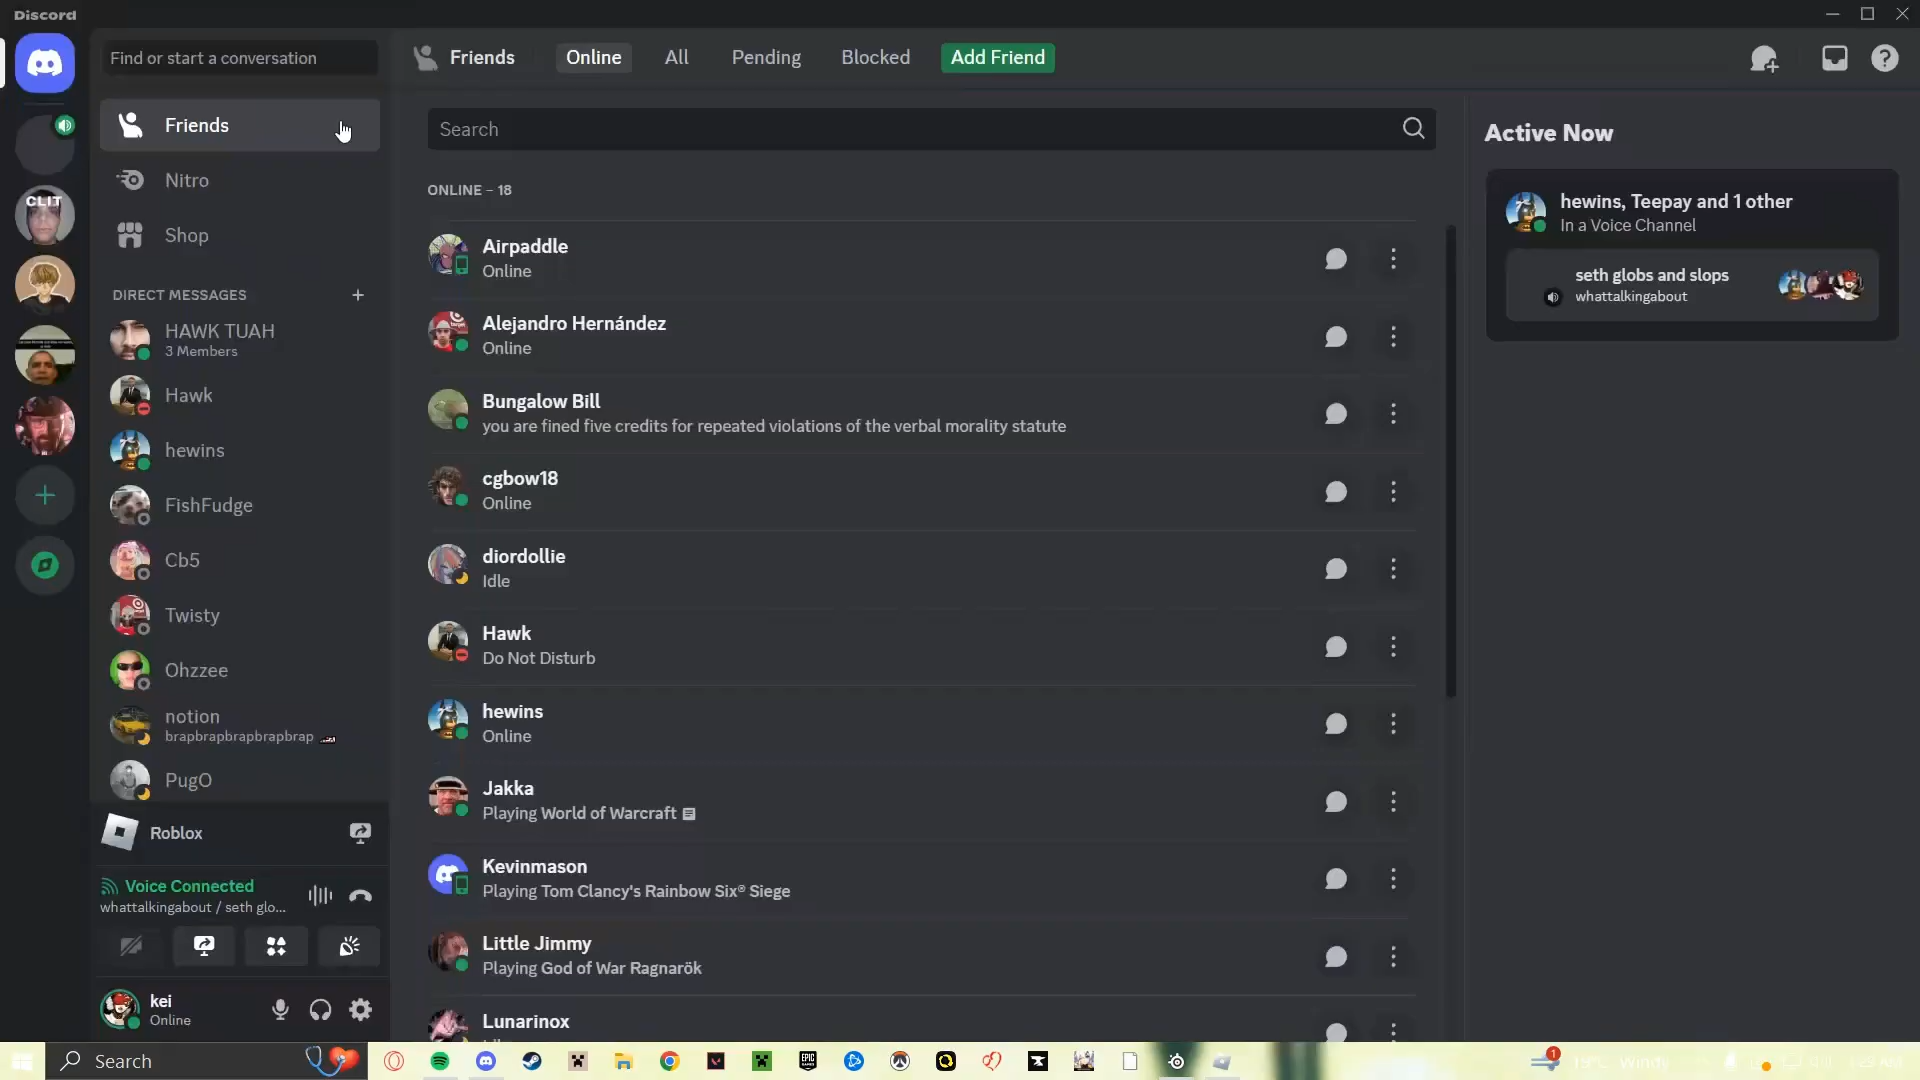 Discord
Find or start a conversation
Friends
Online
All
Pending
Blocked
Add Friend
Friends
Nitro
Shop
DIRECT MESSAGES
HAWK TUAH
3 Members
Hawk
hewins
FishFudge
Cb5
Twisty
Ohzzee
notion
brapbrapbrapbrapbrap
PugO
Roblox
Voice Connected
whattalkingabout / seth glo...
kei
Online
CLIT
Search
ONLINE – 18
Airpaddle
Online
Alejandro Hernández
Online
Bungalow Bill
you are fined five credits for repeated violations of the verbal morality statute
cgbow18
Online
diordollie
Idle
Hawk
Do Not Disturb
hewins
Online
Jakka
Playing World of Warcraft
Kevinmason
Playing Tom Clancy's Rainbow Six® Siege
Little Jimmy
Playing God of War Ragnarök
Lunarinox
Active Now
hewins, Teepay and 1 other
In a Voice Channel
seth globs and slops
whattalkingabout
Search
EPIC
GAMES
1
Windy